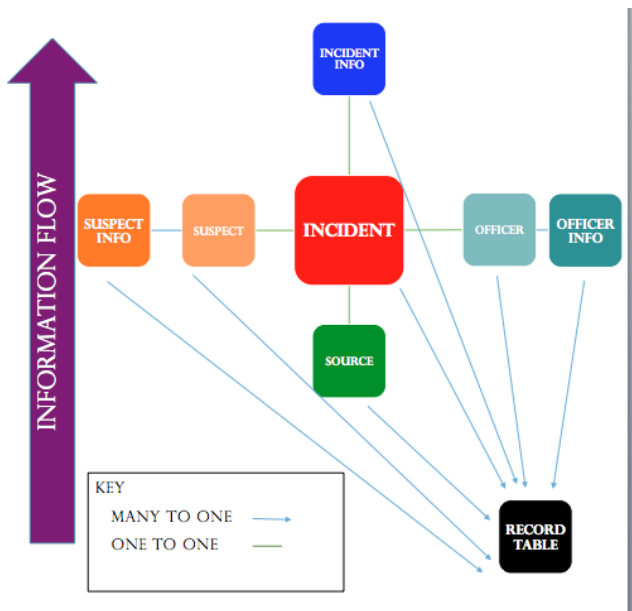 INCIDENT
INFO
INFORMATION FLOW
SUSPECT
INFO
SUSPECT
INCIDENT
OFFICER
OFFICER
INFO
SOURCE
KEY
MANY TO ONE
ONE TO ONE
RECORD
TABLE